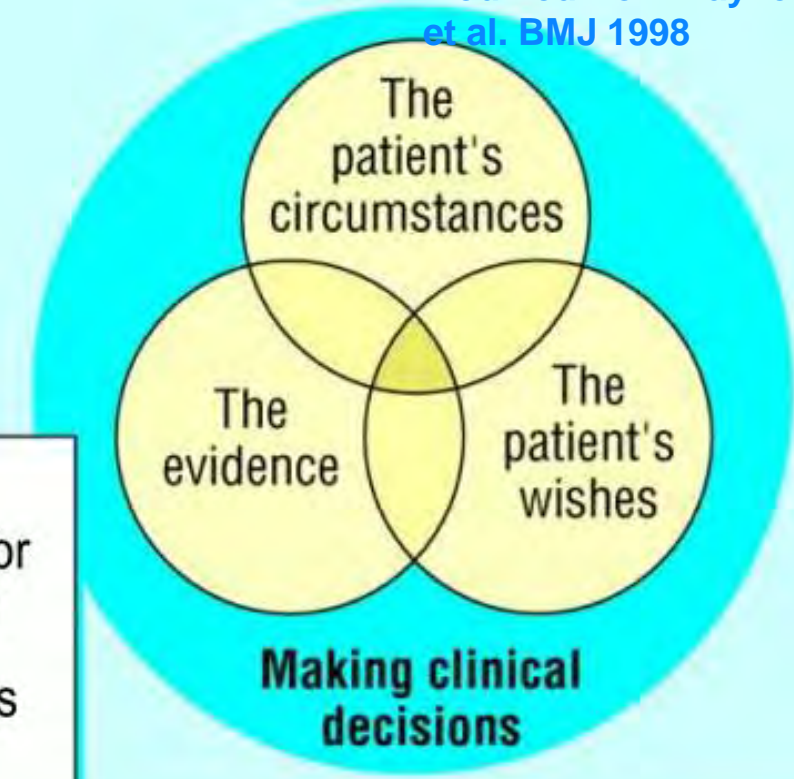 et al. BMJ 1998
The
patient's
circumstances
The
evidence
The
patient's
wishes
or
s
Making clinical
decisions